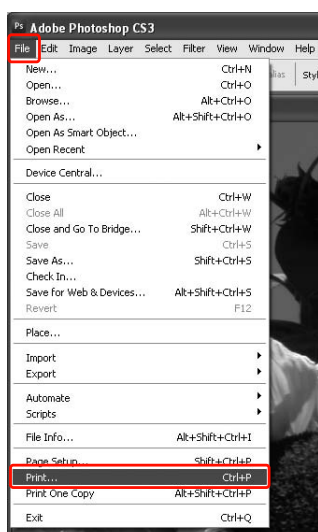 Ps Adobe Photoshop CS3
File Edit Image Layer Select Filter View Window Help
New... Ctrl+N
Open... Ctrl+O
Browse... Alt+Ctrl+O
Open As... Alt+Shift+Ctrl+O
Open As Smart Object...
Open Recent
Device Central...
Close Ctrl+W
Close All Alt+Ctrl+W
Close and Go To Bridge... Shift+Ctrl+W
Save Ctrl+S
Save As... Shift+Ctrl+S
Check In...
Save for Web & Devices... Alt+Shift+Ctrl+S
Revert F12
Place...
Import
Export
Automate
Scripts
File Info... Alt+Shift+Ctrl+I
Page Setup... Shift+Ctrl+P
Print... Ctrl+P
Print One Copy Alt+Shift+Ctrl+P
Exit Ctrl+Q